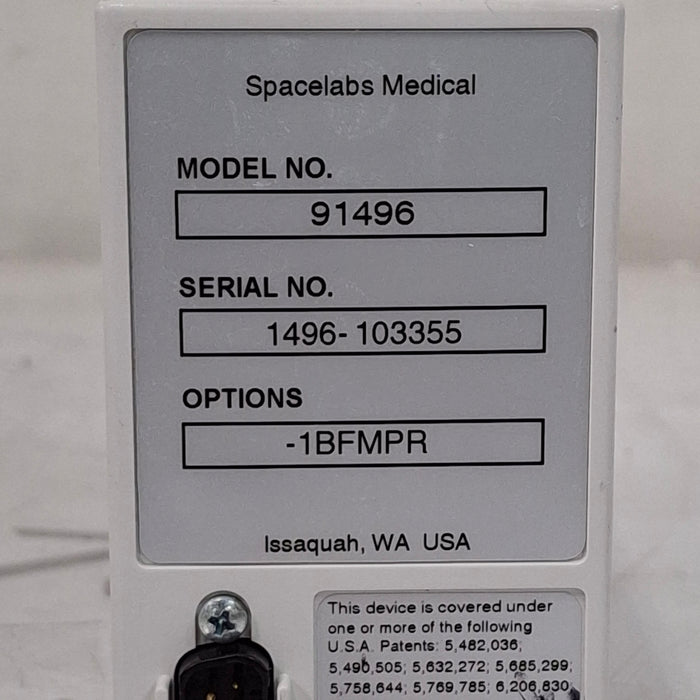 Spacelabs Medical
MODEL NO.
91496
SERIAL NO.
1496- 103355
OPTIONS
-1BFMPR
Issaquah, WA USA
This device is covered under
one or more of the following
U.S.A. Patents: 5,482,036;
5,490,505; 5,632,272; 5,685,299;
5,758,644; 5,769,785; 6,206,830;